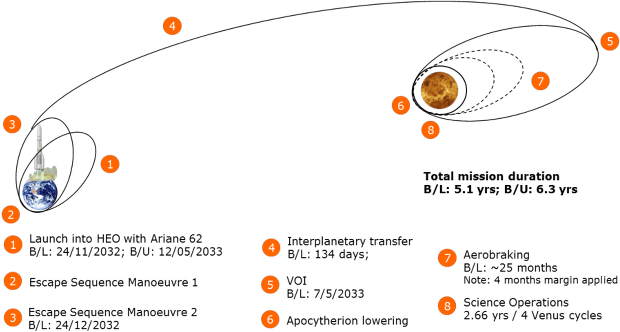 4
5
7
6
8
3
1
2
Total mission duration
B/L: 5.1 yrs; B/U: 6.3 yrs
1 Launch into HEO with Ariane 62
B/L: 24/11/2032; B/U: 12/05/2033
2 Escape Sequence Manoeuvre 1
3 Escape Sequence Manoeuvre 2
B/L: 24/12/2032
4 Interplanetary transfer
B/L: 134 days;
5 VOI
B/L: 7/5/2033
6 Apocytherion lowering
7 Aerobraking
B/L: ~25 months
Note: 4 months margin applied
8 Science Operations
2.66 yrs / 4 Venus cycles